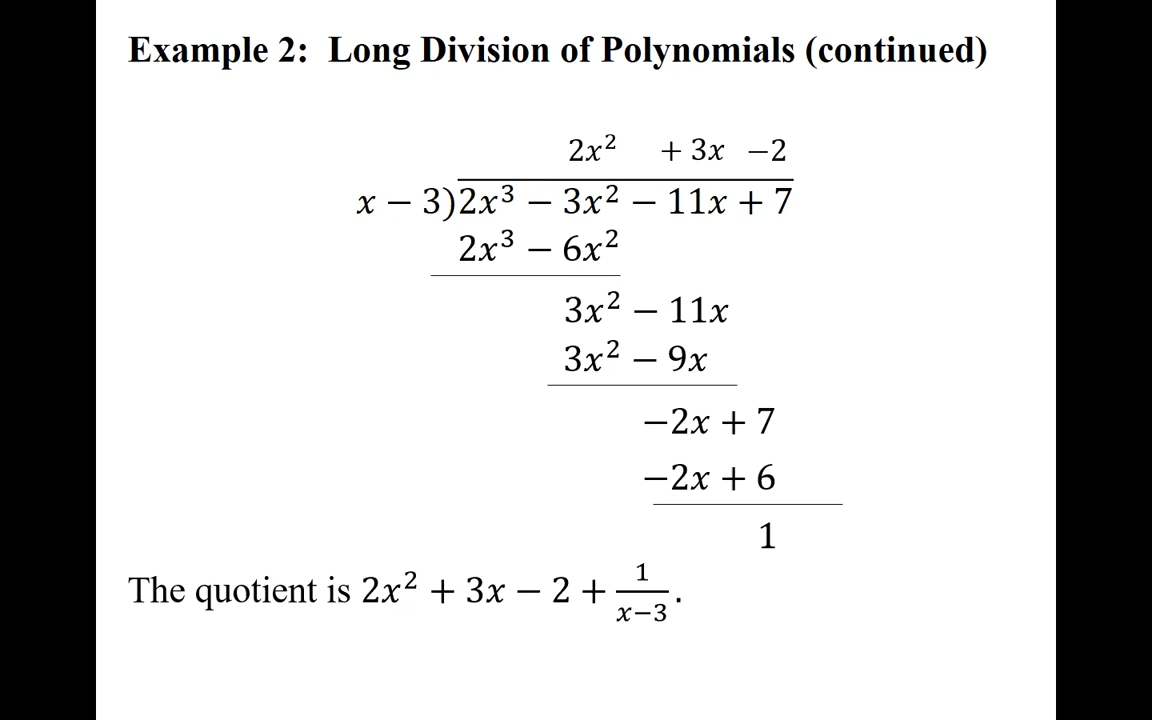 Example 2: Long Division of Polynomials (continued)
2x² + 3x −2
x − 3)2x³ − 3x² − 11x + 7
2x³ − 6x²
3x² − 11x
3x² − 9x
−2x + 7
−2x + 6
1
The quotient is 2x² + 3x − 2 + 1/(x−3).